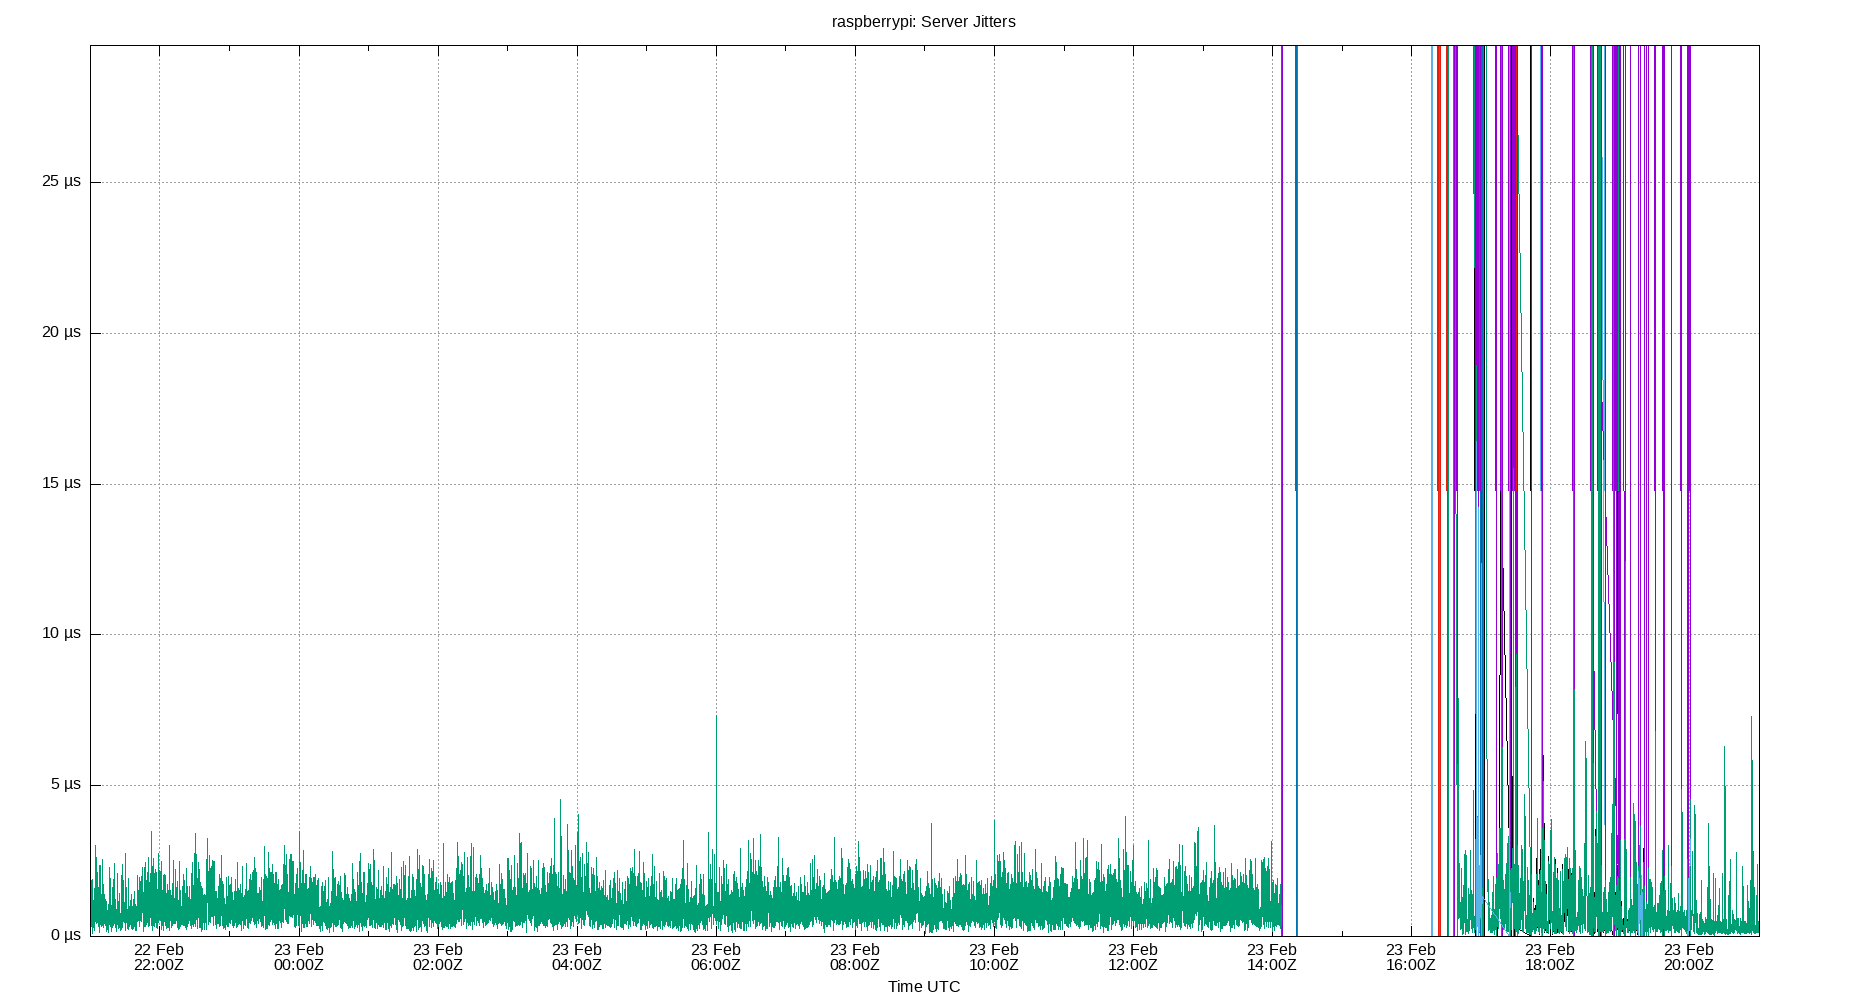 raspberrypi: Server Jitters
25 µs
20 µs
15 µs
10 µs
5 µs
0 µs
22 Feb 23 Feb 23 Feb 23 Feb 23 Feb 23 Feb 23 Feb 23 Feb 23 Feb 23 Feb 23 Feb 23 Feb
22:00Z 00:00Z 02:00Z 04:00Z 06:00Z 08:00Z 10:00Z 12:00Z 14:00Z 16:00Z 18:00Z 20:00Z
Time UTC